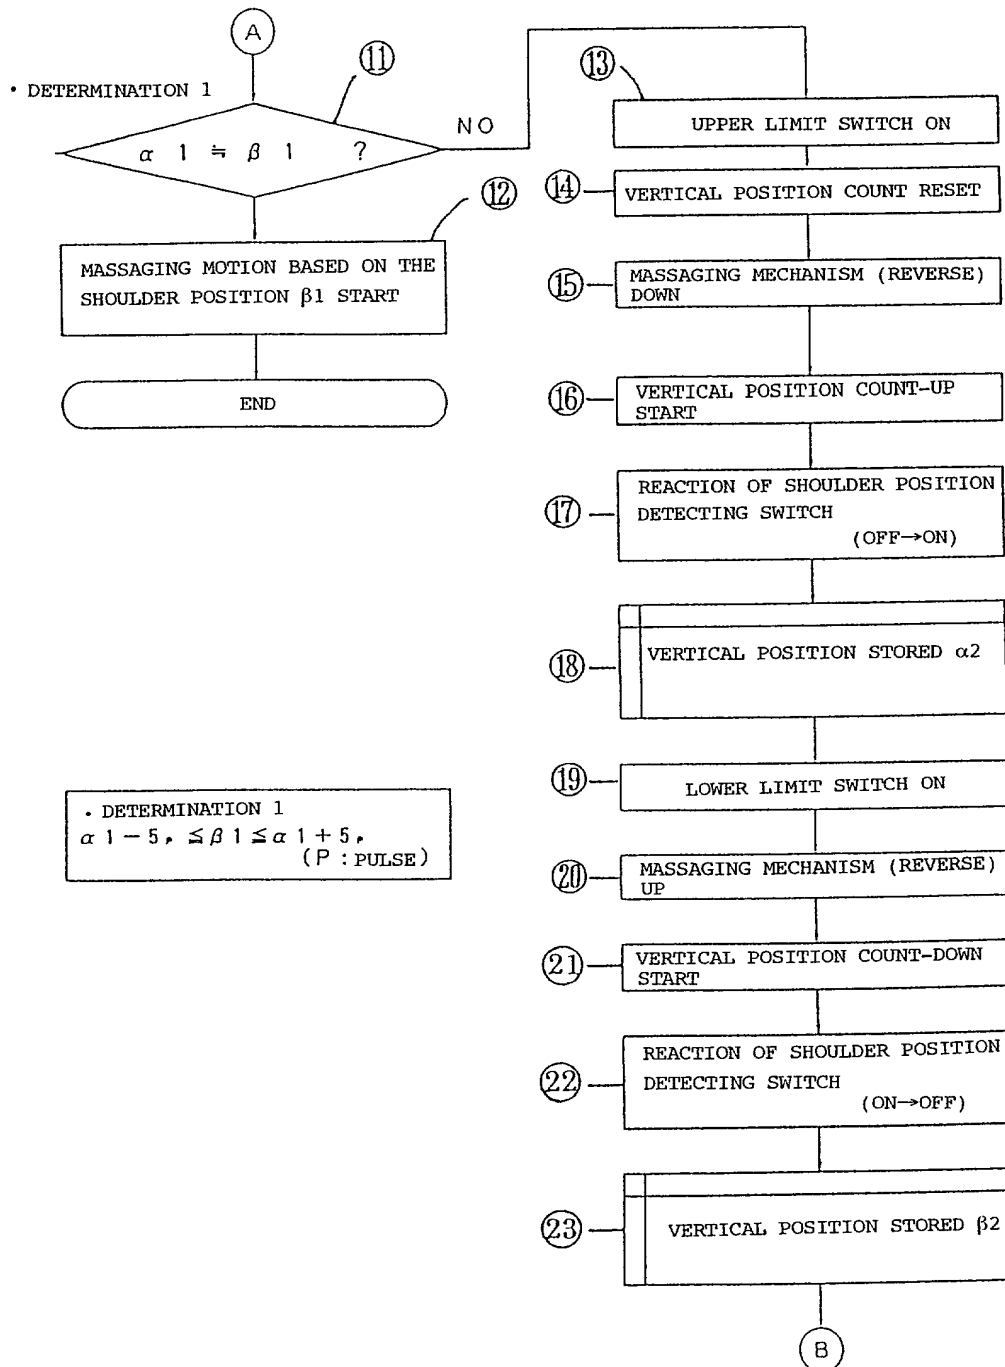 A
⑪
• DETERMINATION 1
α 1 ≒ β 1 ?
NO
⑫
MASSAGING MOTION BASED ON THE
SHOULDER POSITION β1 START
END
• DETERMINATION 1
α 1 − 5P ≦ β 1 ≦ α 1 + 5P
(P : PULSE)
⑬
UPPER LIMIT SWITCH ON
⑭
VERTICAL POSITION COUNT RESET
⑮
MASSAGING MECHANISM (REVERSE)
DOWN
⑯
VERTICAL POSITION COUNT-UP
START
⑰
REACTION OF SHOULDER POSITION
DETECTING SWITCH
(OFF→ON)
⑱
VERTICAL POSITION STORED α2
⑲
LOWER LIMIT SWITCH ON
⑳
MASSAGING MECHANISM (REVERSE)
UP
㉑
VERTICAL POSITION COUNT-DOWN
START
㉒
REACTION OF SHOULDER POSITION
DETECTING SWITCH
(ON→OFF)
㉓
VERTICAL POSITION STORED β2
B